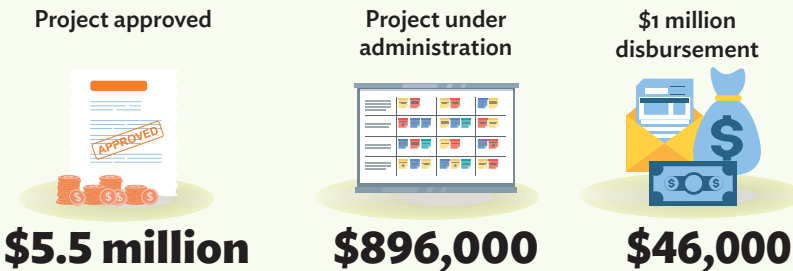 Project approved
Project under
administration
$1 million
disbursement
APPROVED
$5.5 million
$896,000
$46,000